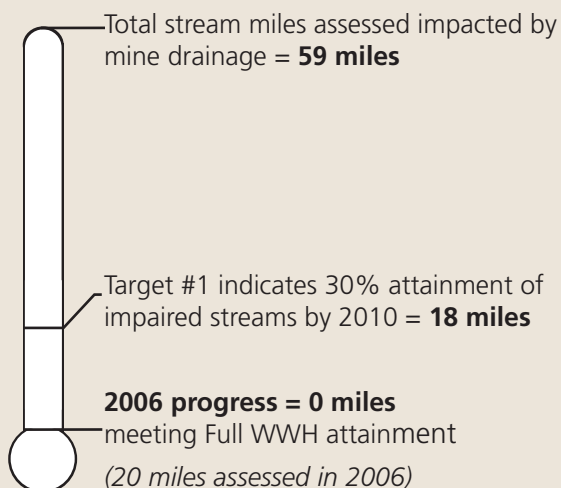 Total stream miles assessed impacted by
mine drainage = 59 miles
Target #1 indicates 30% attainment of
impaired streams by 2010 = 18 miles
2006 progress = 0 miles
meeting Full WWH attainment
(20 miles assessed in 2006)